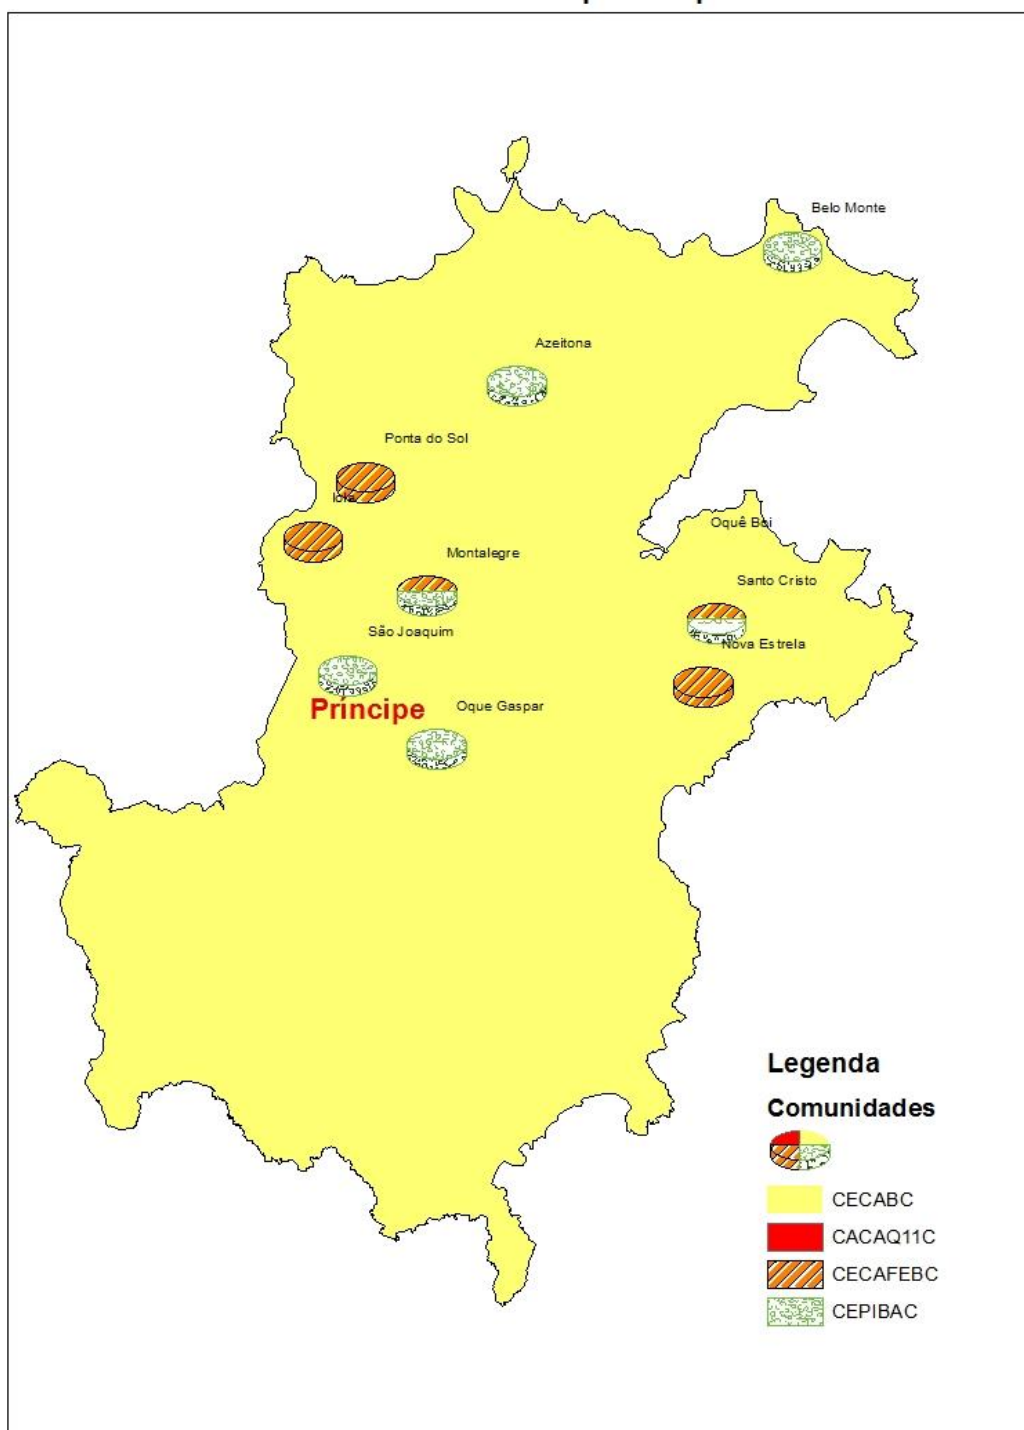 Belo Monte
Azeitona
Ponta do Sol
Oquê Boi
Montalegre
Santo Cristo
São Joaquim
Nova Estrela
Príncipe
Oque Gaspar
Legenda
Comunidades
CECABC
CACAQ11C
CECAFEBC
CEPIBAC